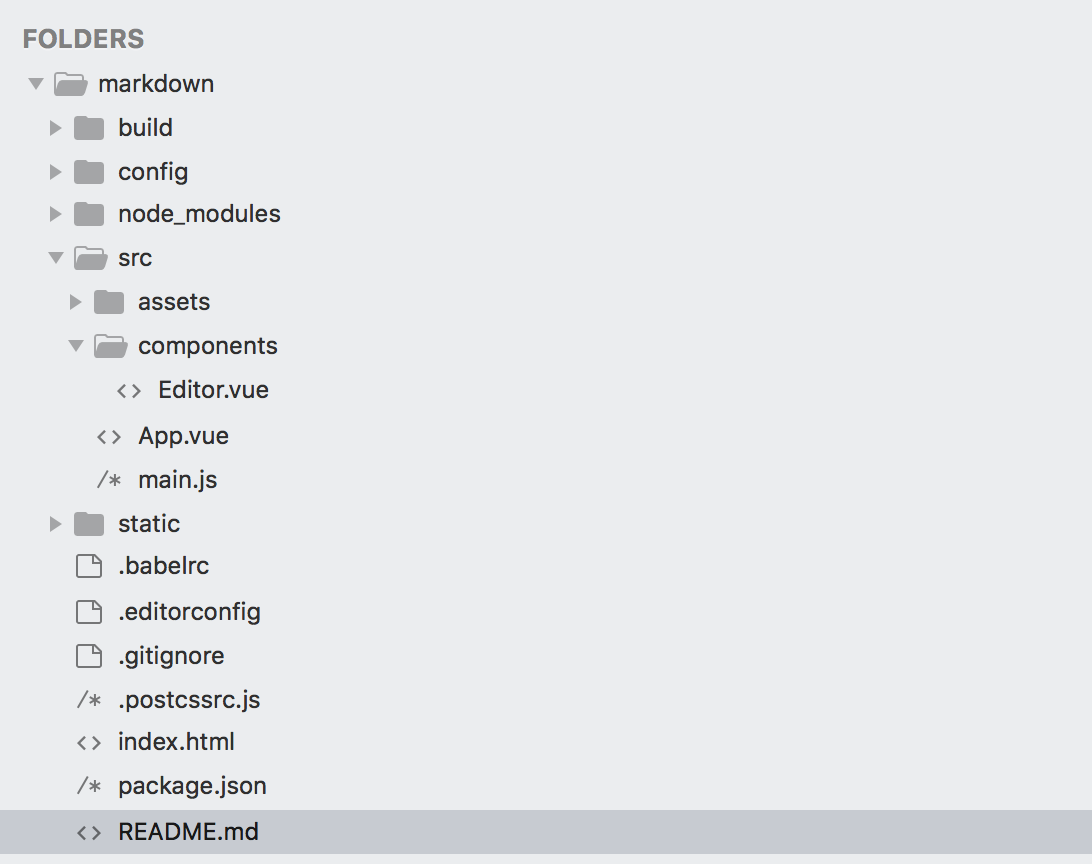 FOLDERS
markdown
build
config
node_modules
src
assets
components
<> Editor.vue
<> App.vue
/* main.js
static
.babelrc
.editorconfig
.gitignore
/* .postcssrc.js
<> index.html
/* package.json
<> README.md